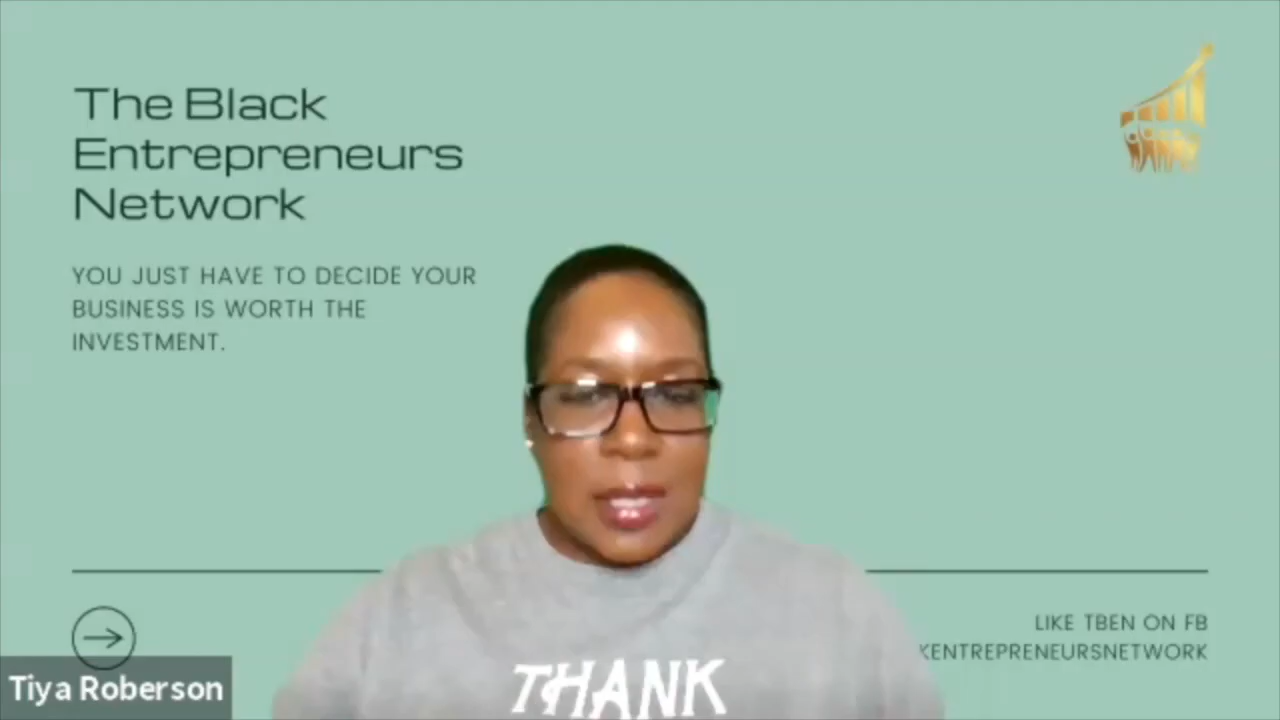 The Black
Entrepreneurs
Network
YOU JUST HAVE TO DECIDE YOUR
BUSINESS IS WORTH THE
INVESTMENT.
LIKE TBEN ON FB
KENTREPRENEURSNETWORK
THANK
Tiya Roberson